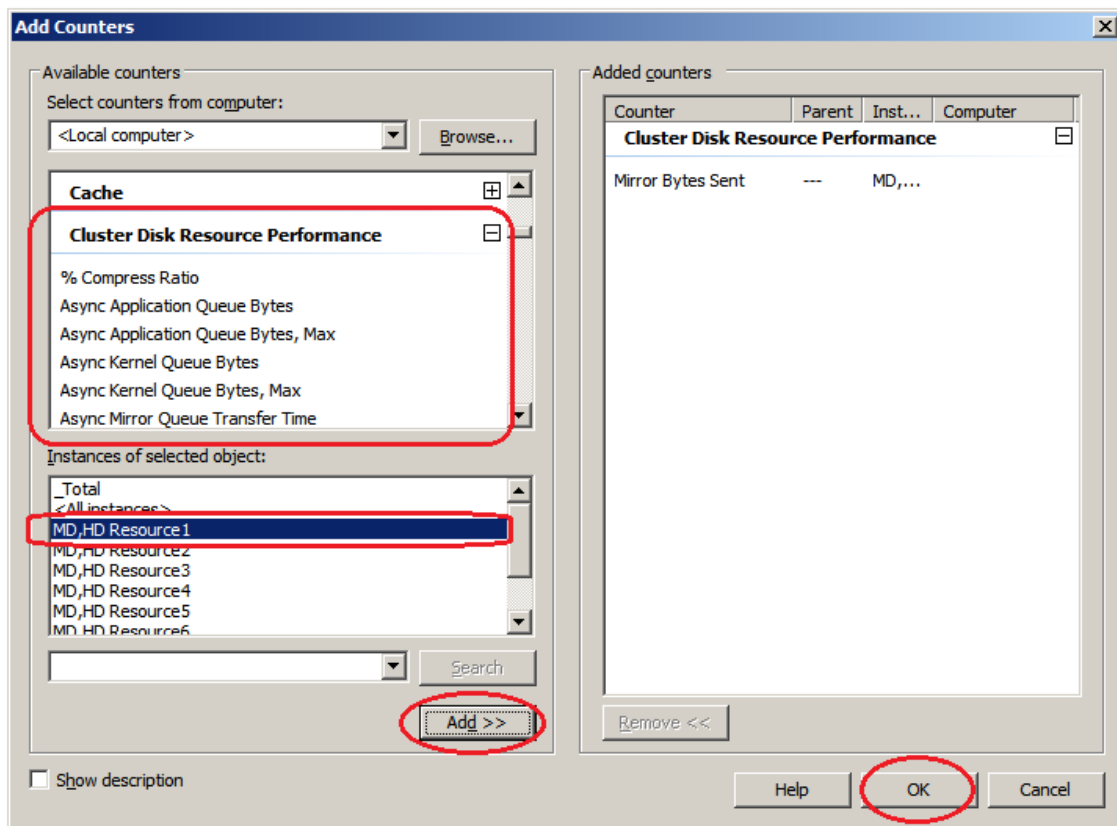 Add Counters
Available counters
Select counters from computer:
<Local computer>
Browse...
Cache
Cluster Disk Resource Performance
% Compress Ratio
Async Application Queue Bytes
Async Application Queue Bytes, Max
Async Kernel Queue Bytes
Async Kernel Queue Bytes, Max
Async Mirror Queue Transfer Time
Instances of selected object:
_Total
<All instances>
MD,HD Resource1
MD,HD Resource2
MD,HD Resource3
MD,HD Resource4
MD,HD Resource5
MD,HD Resource6
Search
Add >>
Show description
Added counters
Counter Parent Inst... Computer
Cluster Disk Resource Performance
Mirror Bytes Sent --- MD,...
Remove <<
Help OK Cancel